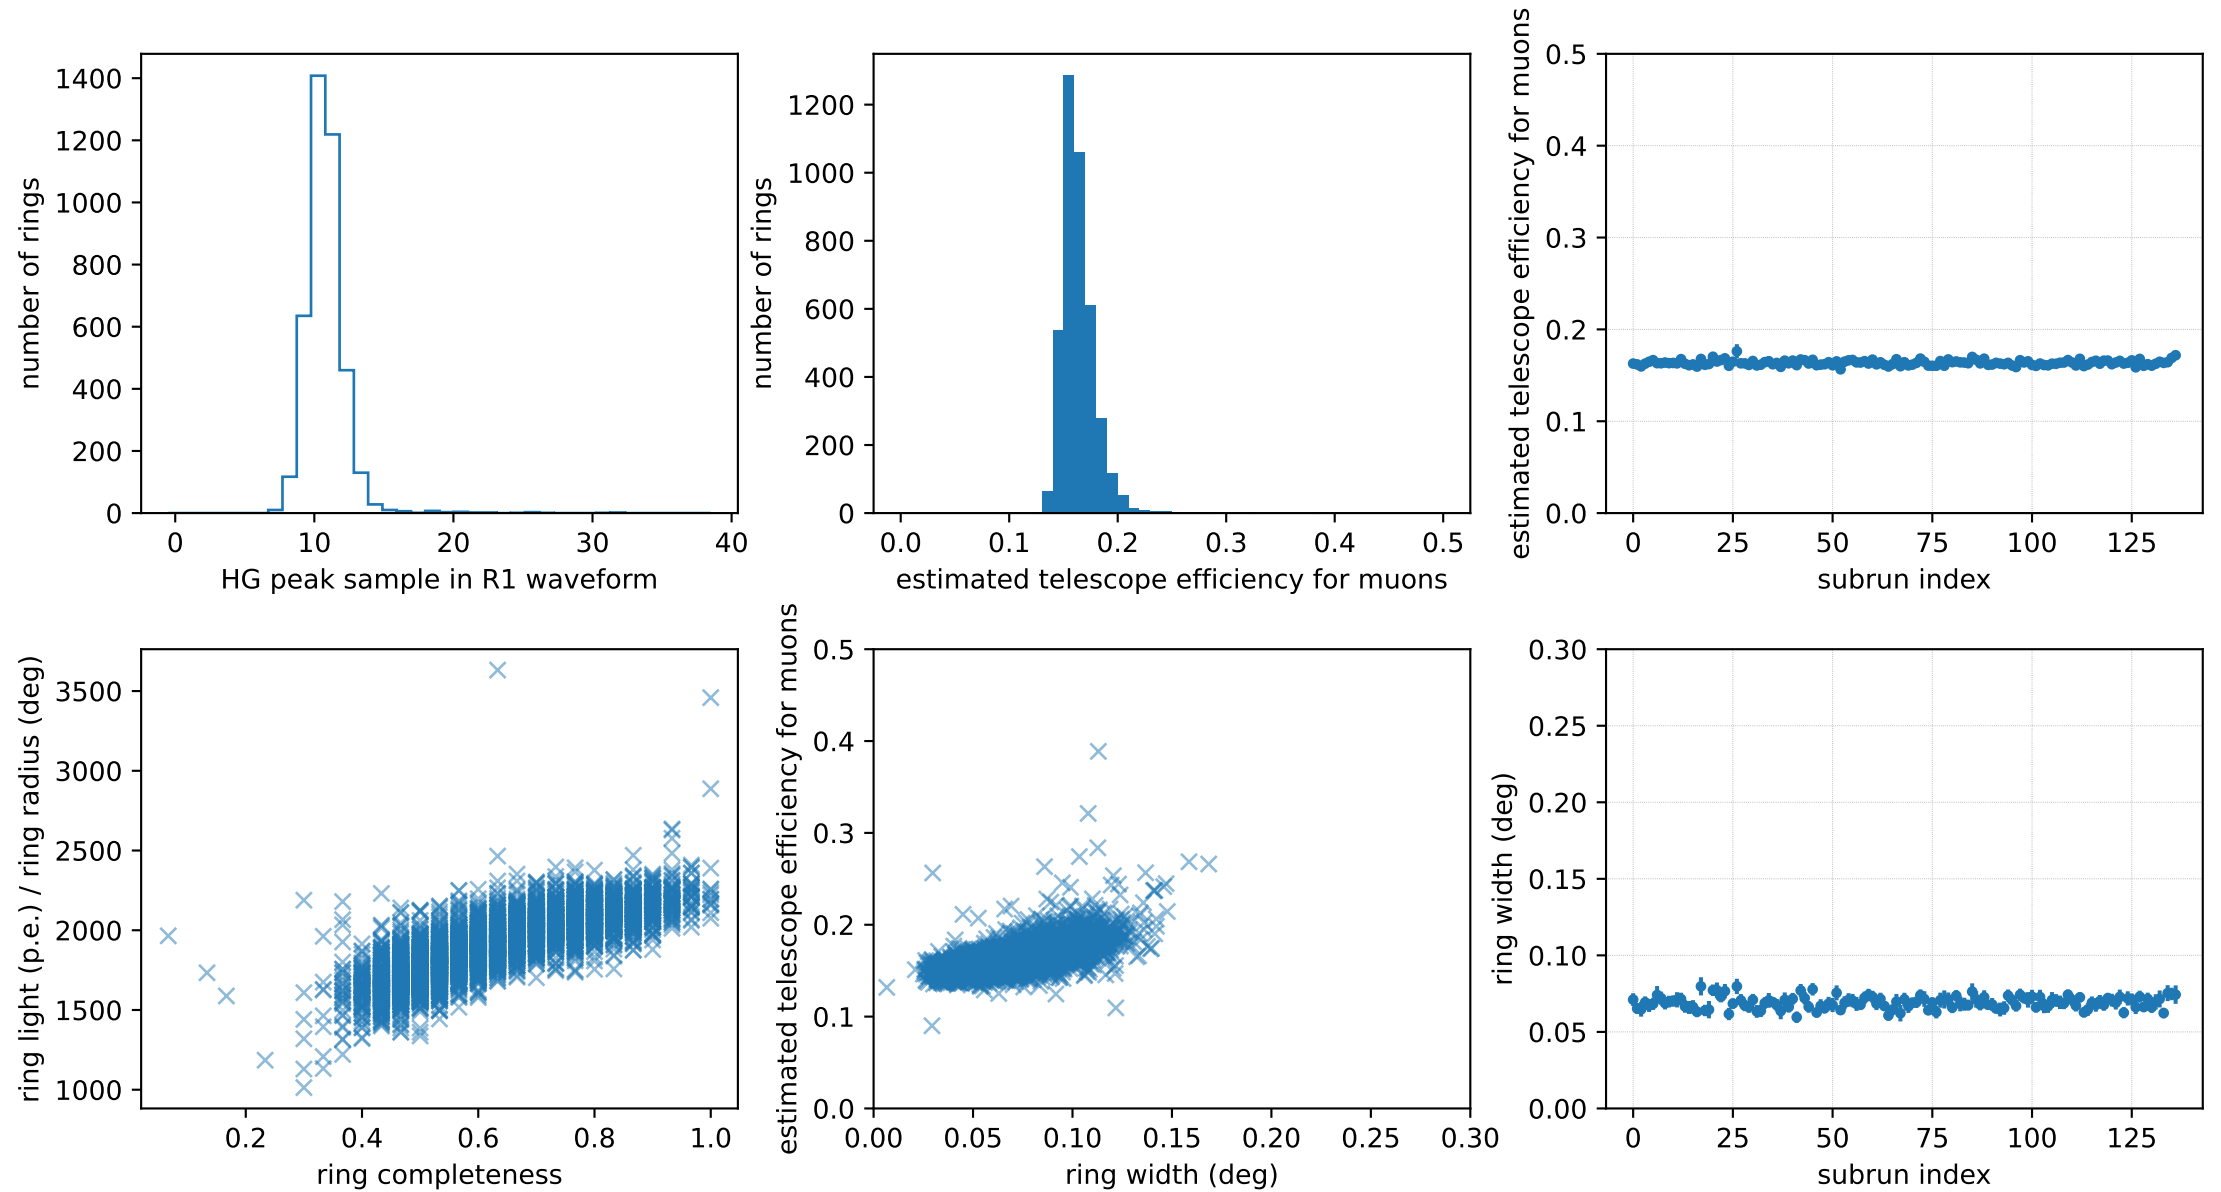 number of rings
1400
1200
1000
800
600
400
200
0
0 10 20 30 40
HG peak sample in R1 waveform
number of rings
1200
1000
800
600
400
200
0
0.0 0.1 0.2 0.3 0.4 0.5
estimated telescope efficiency for muons
estimated telescope efficiency for muons
0.5
0.4
0.3
0.2
0.1
0.0
0 25 50 75 100 125
subrun index
ring light (p.e.) / ring radius (deg)
3500
3000
2500
2000
1500
1000
0.2 0.4 0.6 0.8 1.0
ring completeness
estimated telescope efficiency for muons
0.5
0.4
0.3
0.2
0.1
0.0
0.00 0.05 0.10 0.15 0.20 0.25 0.30
ring width (deg)
ring width (deg)
0.30
0.25
0.20
0.15
0.10
0.05
0.00
0 25 50 75 100 125
subrun index